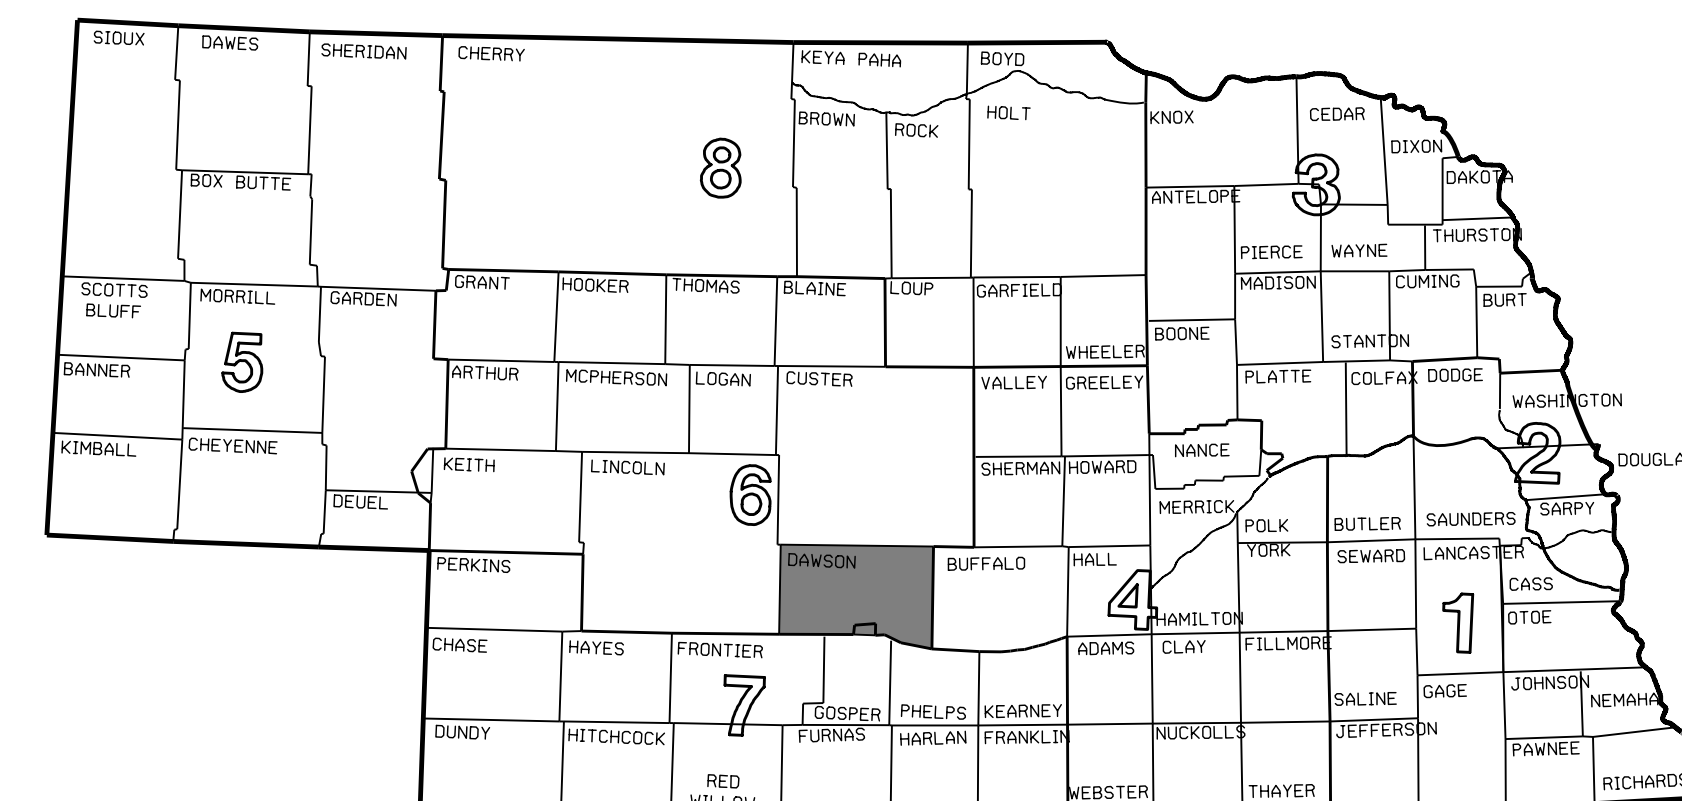 SIOUX
DAWES
SHERIDAN
CHERRY
KEYA PAHA
BOYD
BROWN
ROCK
HOLT
KNOX
CEDAR
DIXON
DAKOTA
8
3
BOX BUTTE
ANTELOPE
PIERCE
WAYNE
THURSTON
SCOTTS
BLUFF
MORRILL
GARDEN
GRANT
HOOKER
THOMAS
BLAINE
LOUP
GARFIELD
WHEELER
BOONE
MADISON
STANTON
CUMING
BURT
5
BANNER
ARTHUR
MCPHERSON
LOGAN
CUSTER
VALLEY
GREELEY
PLATTE
COLFAX
DODGE
WASHINGTON
KIMBALL
CHEYENNE
DEUEL
KEITH
LINCOLN
6
SHERMAN
HOWARD
NANCE
MERRICK
2
DOUGLA
POLK
BUTLER
SAUNDERS
SARPY
PERKINS
DAWSON
BUFFALO
HALL
4
HAMILTON
YORK
SEWARD
LANCASTER
1
CASS
OTOE
CHASE
HAYES
FRONTIER
7
GOSPER
PHELPS
KEARNEY
ADAMS
CLAY
FILLMORE
SALINE
GAGE
JOHNSON
NEMAHA
DUNDY
HITCHCOCK
RED
WILLOW
FURNAS
HARLAN
FRANKLIN
WEBSTER
NUCKOLLS
THAYER
JEFFERSON
PAWNEE
RICHARDS